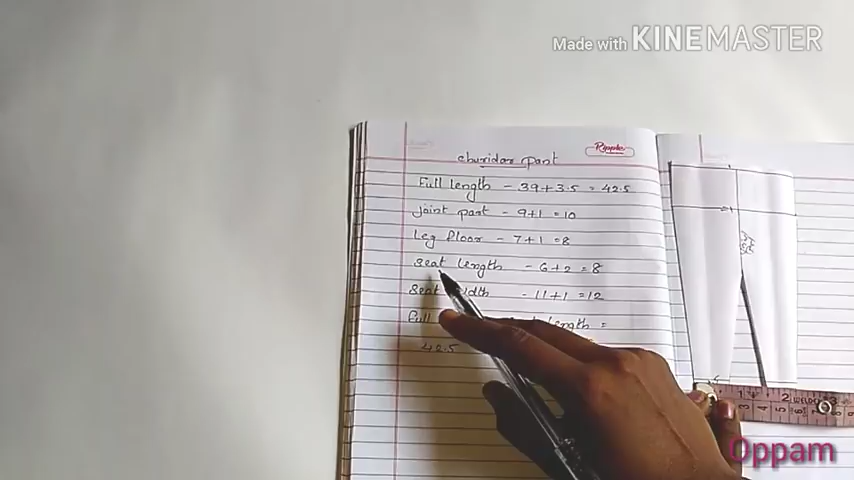 Made with KINEMASTER
Ripple
churidar pant
Full length - 39+3.5 = 42.5
joint part - 9+1 = 10
Leg floor - 7+1 = 8
seat length - 6+2 = 8
seat width - 11+1 = 12
Full length =
42.5
Oppam